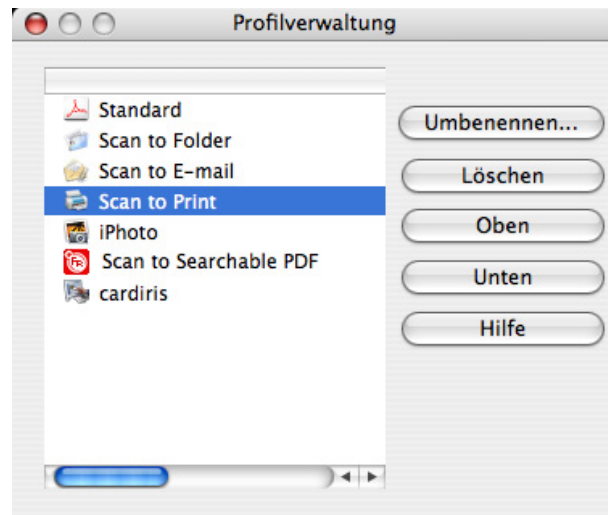 Profilverwaltung
Standard
Scan to Folder
Scan to E-mail
Scan to Print
iPhoto
Scan to Searchable PDF
cardiris
Umbenennen...
Löschen
Oben
Unten
Hilfe